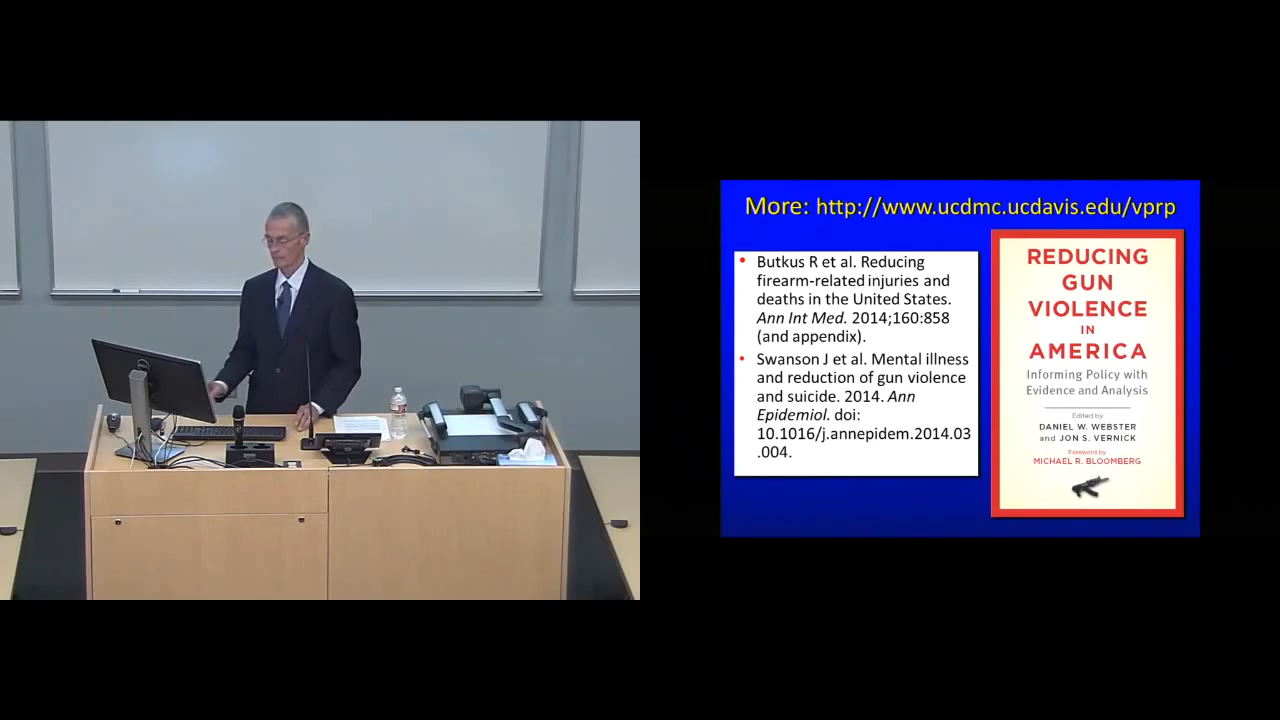 More: http://www.ucdmc.ucdavis.edu/vprp
• Butkus R et al. Reducing
firearm-related injuries and
deaths in the United States.
Ann Int Med. 2014;160:858
(and appendix).
• Swanson J et al. Mental illness
and reduction of gun violence
and suicide. 2014. Ann
Epidemiol. doi:
10.1016/j.annepidem.2014.03
.004.
REDUCING
GUN
VIOLENCE
IN
AMERICA
Informing Policy with
Evidence and Analysis
Edited by
DANIEL W. WEBSTER
and JON S. VERNICK
Foreword by
MICHAEL R. BLOOMBERG